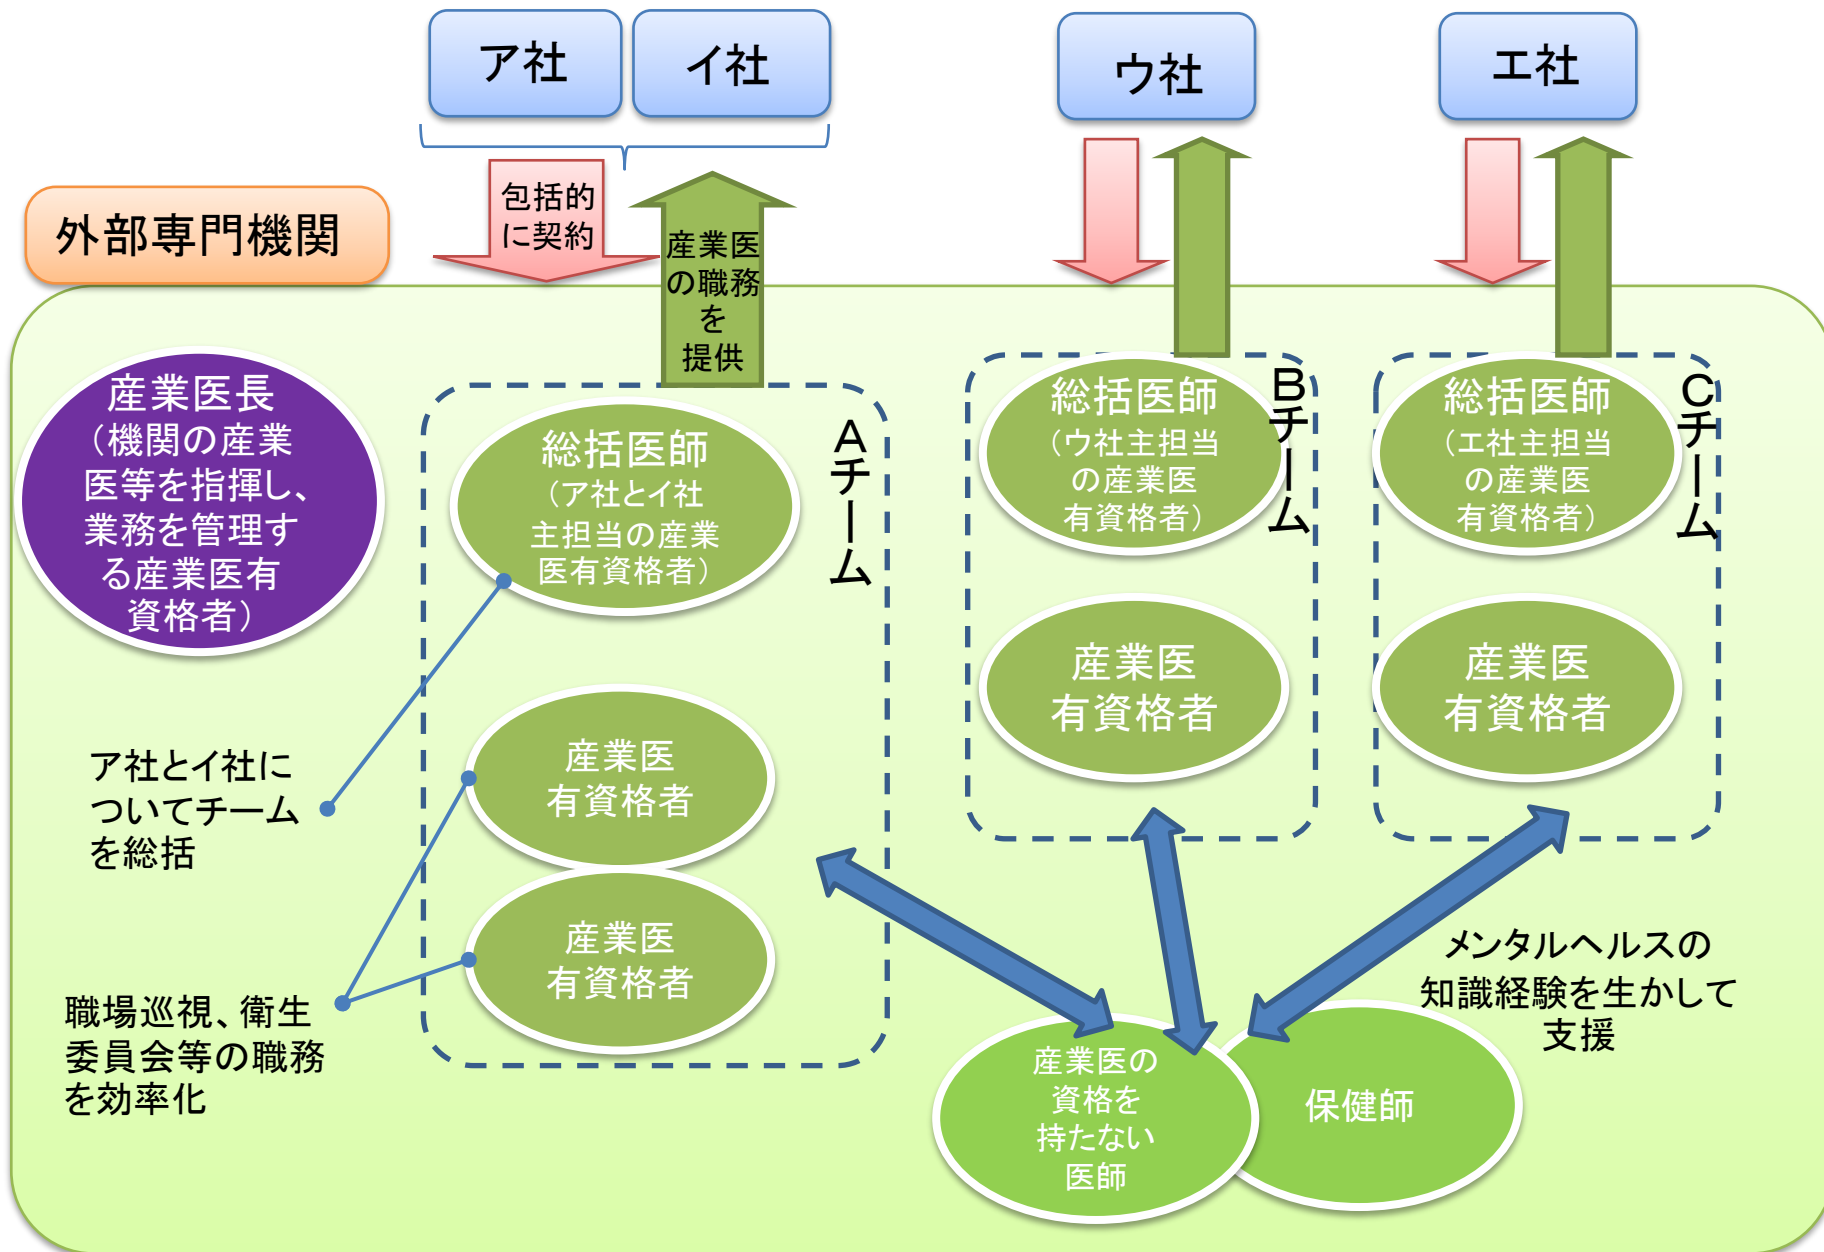 ア社
イ社
ウ社
エ社
外部専門機関
包括的
に契約
産業医
の職務
を
提供
産業医長
（機関の産業
医等を指揮し、
業務を管理す
る産業医有
資格者）
総括医師
（ア社とイ社
主担当の産業
医有資格者）
Ａチーム
総括医師
（ウ社主担当
の産業医
有資格者）
Ｂチーム
総括医師
（エ社主担当
の産業医
有資格者）
Ｃチーム
産業医
有資格者
産業医
有資格者
産業医
有資格者
産業医
有資格者
ア社とイ社に
ついてチーム
を総括
職場巡視、衛生
委員会等の職務
を効率化
メンタルヘルスの
知識経験を生かして
支援
産業医の
資格を
持たない
医師
保健師